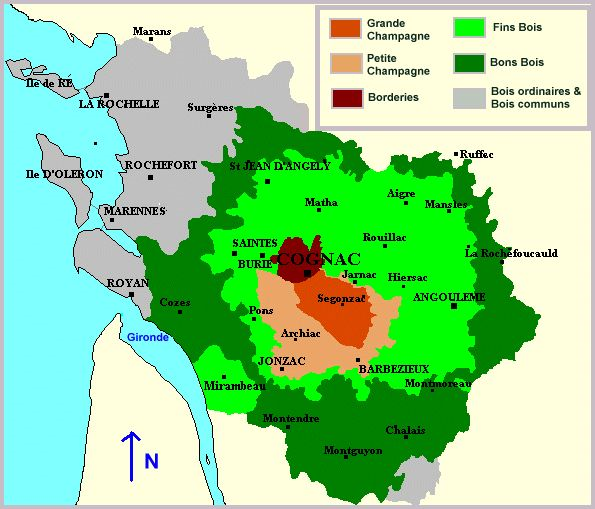 Grande
Champagne
Fins Bois
Petite
Champagne
Bons Bois
Borderies
Bois ordinaires &
Bois communs
Marans
Ile de RE
LA ROCHELLE
Surgères
Ruffec
St JEAN D'ANGELY
ROCHEFORT
Ile D'OLERON
Aigre
Matha
Mansles
MARENNES
Rouillac
SAINTES
BURIE
COGNAC
La Rochefoucauld
Jarnac
Hiersac
ROYAN
Segonzac
ANGOULEME
Cozes
Pons
Gironde
Archiac
JONZAC
BARBEZIEUX
Mirambeau
Montmoreau
Montendre
Chalais
Montguyon
N